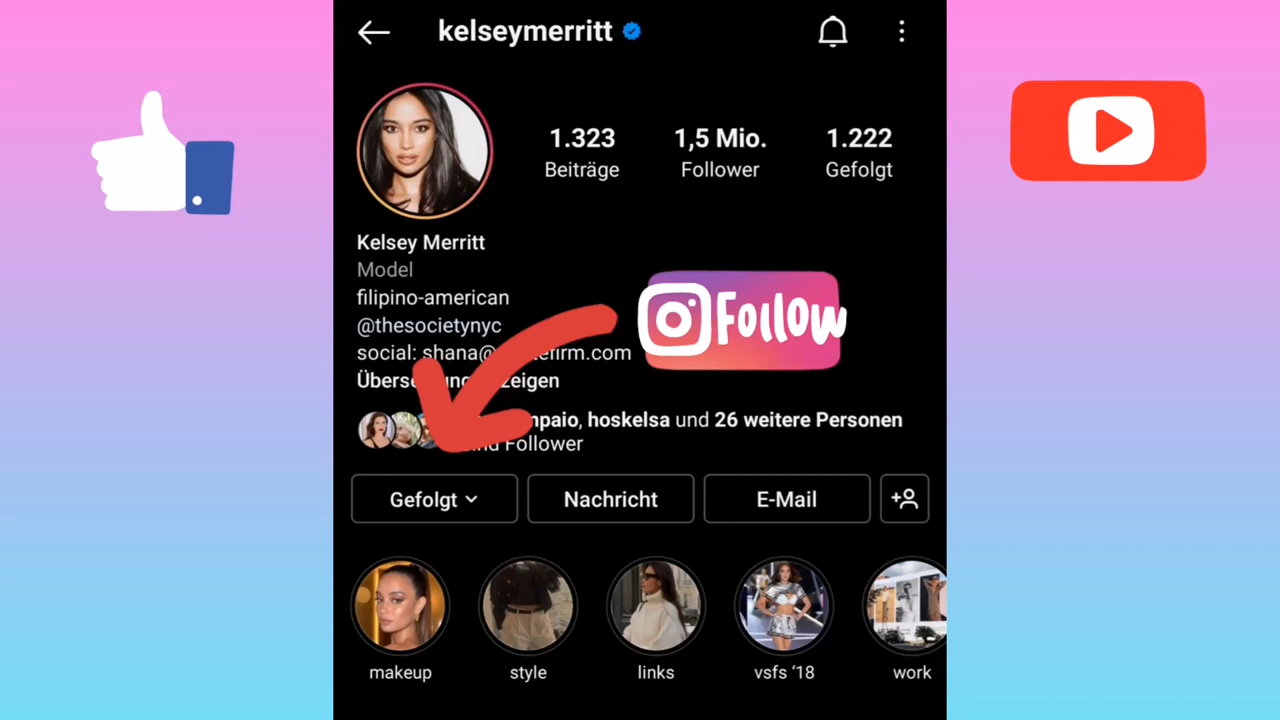 kelseymerritt
1.323
1,5 Mio.
1.222
Beiträge
Follower
Gefolgt
Kelsey Merritt
Model
filipino-american
@thesocietynyc
social:
Follow
hoskelsa und 26 weitere Personen
Follower
Gefolgt
Nachricht
E-Mail
makeup
style
links
vsfs ‘18
work